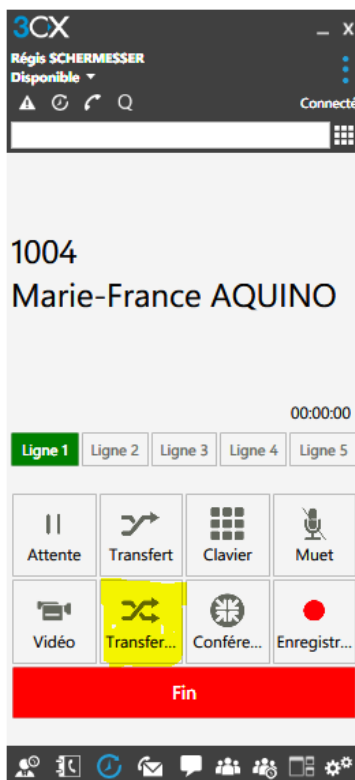 3CX
_ X
Régis SCHERMESSER
Disponible
Q
Connecté
1004
Marie-France AQUINO
00:00:00
Ligne 1 Ligne 2 Ligne 3 Ligne 4 Ligne 5
Attente Transfert Clavier Muet
Vidéo Transfer... Confére... Enregistr...
Fin